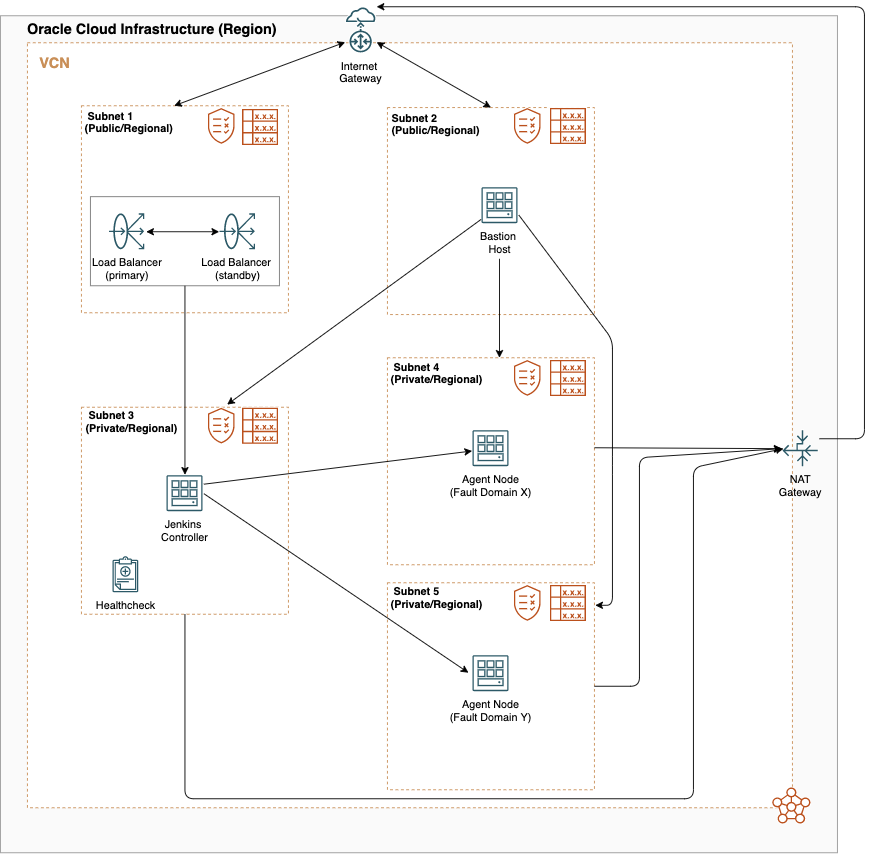 Oracle Cloud Infrastructure (Region)
VCN
Internet
Gateway
Subnet 1
(Public/Regional)
x.x.x.
x.x.x.
x.x.x.
Subnet 2
(Public/Regional)
x.x.x.
x.x.x.
x.x.x.
Load Balancer
(primary)
Load Balancer
(standby)
Bastion
Host
Subnet 4
(Private/Regional)
x.x.x.
x.x.x.
x.x.x.
Subnet 3
(Private/Regional)
x.x.x.
x.x.x.
x.x.x.
Agent Node
(Fault Domain X)
NAT
Gateway
Jenkins
Controller
Healthcheck
Subnet 5
(Private/Regional)
x.x.x.
x.x.x.
x.x.x.
Agent Node
(Fault Domain Y)